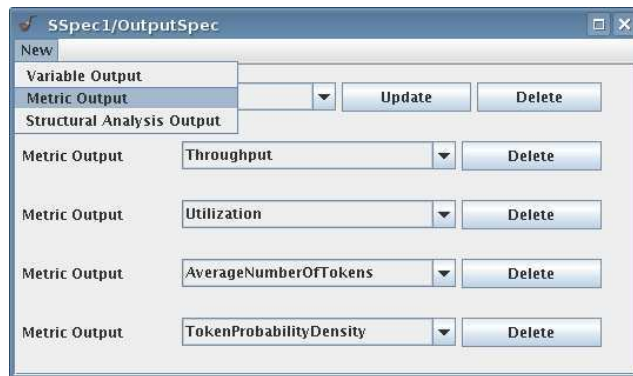 SSpec1/OutputSpec
New
Variable Output
Metric Output
Structural Analysis Output
Update Delete
Metric Output Throughput Delete
Metric Output Utilization Delete
Metric Output AverageNumberOfTokens Delete
Metric Output TokenProbabilityDensity Delete